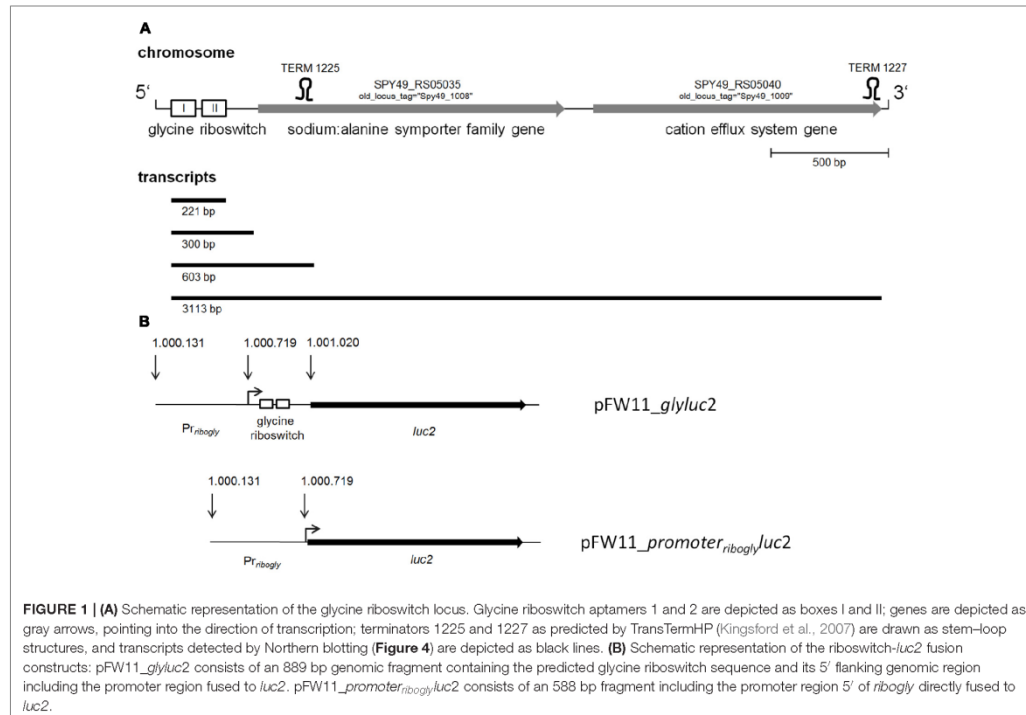 A
chromosome
TERM 1225
SPY49_RS05035
old_locus_tag="Spy49_1008"
SPY49_RS05040
old_locus_tag="Spy49_1009"
TERM 1227
5′
I
II
3′
glycine riboswitch
sodium:alanine symporter family gene
cation efflux system gene
500 bp
transcripts
221 bp
300 bp
603 bp
3113 bp
B
1.000.131
1.000.719
1.001.020
glycine
riboswitch
Pr_ribogly
luc2
pFW11_glyluc2
1.000.131
1.000.719
Pr_ribogly
luc2
pFW11_promoter_ribogly luc2
FIGURE 1 | (A) Schematic representation of the glycine riboswitch locus. Glycine riboswitch aptamers 1 and 2 are depicted as boxes I and II; genes are depicted as
gray arrows, pointing into the direction of transcription; terminators 1225 and 1227 as predicted by TransTermHP (Kingsford et al., 2007) are drawn as stem–loop
structures, and transcripts detected by Northern blotting (Figure 4) are depicted as black lines. (B) Schematic representation of the riboswitch-luc2 fusion
constructs: pFW11_glyluc2 consists of an 889 bp genomic fragment containing the predicted glycine riboswitch sequence and its 5′ flanking genomic region
including the promoter region fused to luc2. pFW11_promoter_ribogly luc2 consists of an 588 bp fragment including the promoter region 5′ of ribogly directly fused to
luc2.